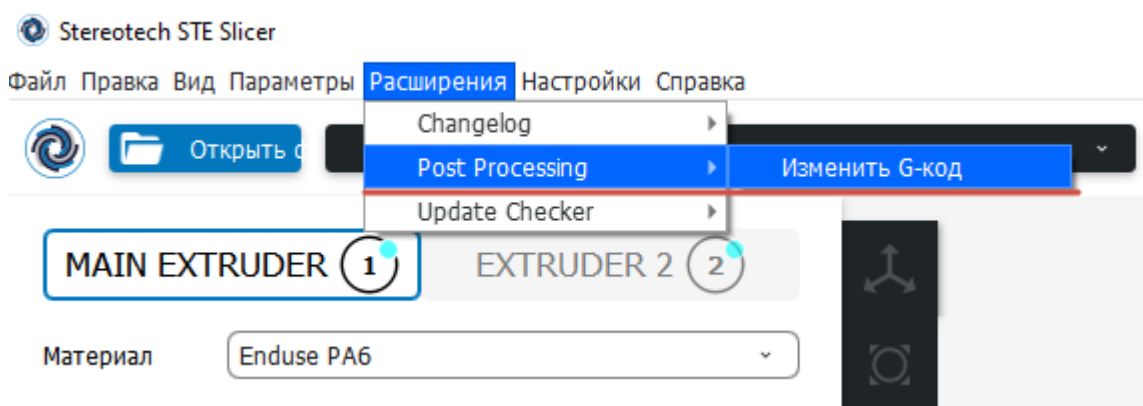 Stereotech STE Slicer
Файл Правка Вид Параметры Расширения Настройки Справка
Changelog
Открыть
Post Processing Изменить G-код
Update Checker
MAIN EXTRUDER 1 EXTRUDER 2 2
Материал Enduse PA6